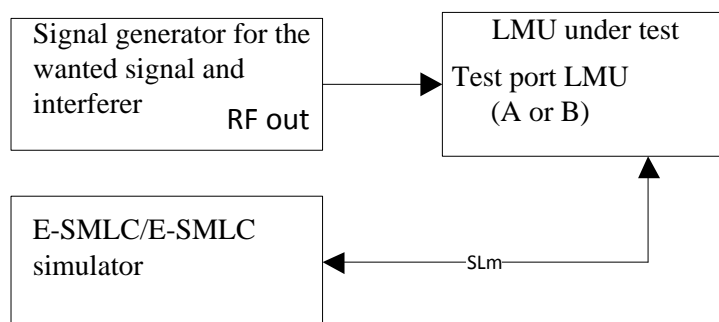 Signal generator for the
wanted signal and
interferer
RF out
LMU under test
Test port LMU
(A or B)
E-SMLC/E-SMLC
simulator
SLm